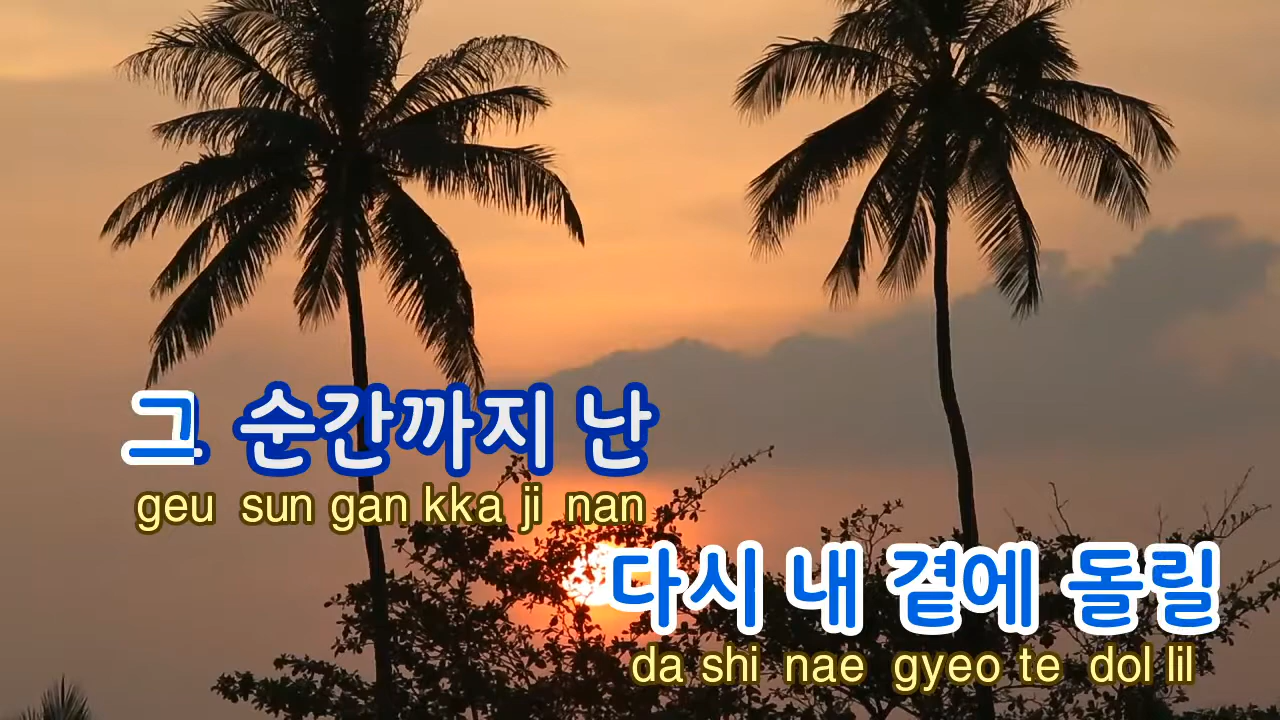 그 순간까지 난
geu sun gan kka ji nan
다시 내 곁에 돌릴
da shi nae gyeo te dol lil